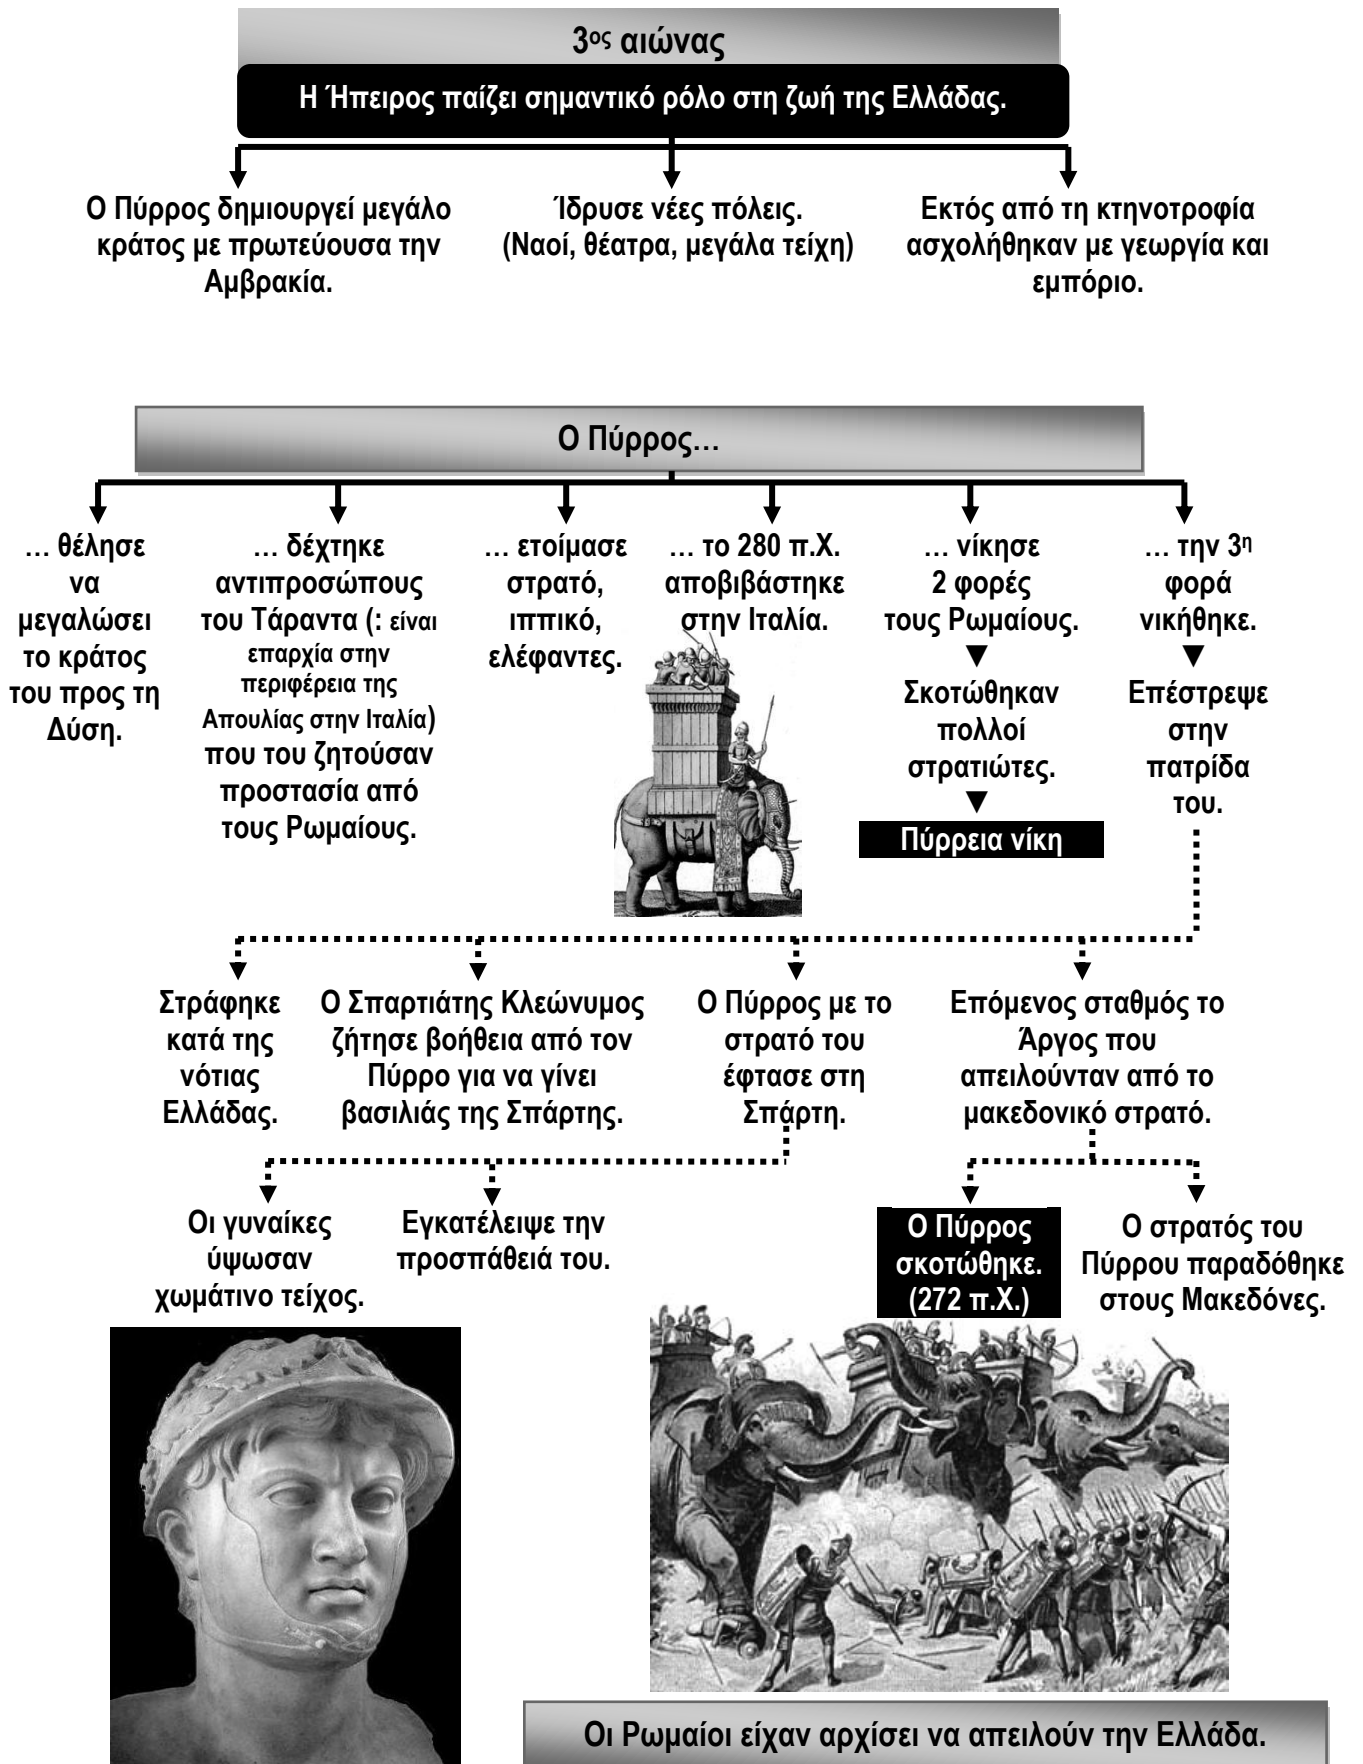 3ος αιώνας
Η Ήπειρος παίζει σημαντικό ρόλο στη ζωή της Ελλάδας.
Ο Πύρρος δημιουργεί μεγάλο
κράτος με πρωτεύουσα την
Αμβρακία.
Ίδρυσε νέες πόλεις.
(Ναοί, θέατρα, μεγάλα τείχη)
Εκτός από τη κτηνοτροφία
ασχολήθηκαν με γεωργία και
εμπόριο.
Ο Πύρρος…
… θέλησε
να
μεγαλώσει
το κράτος
του προς τη
Δύση.
… δέχτηκε
αντιπροσώπους
του Τάραντα (: είναι
επαρχία στην
περιφέρεια της
Απουλίας στην Ιταλία)
που του ζητούσαν
προστασία από
τους Ρωμαίους.
… ετοίμασε
στρατό,
ιππικό,
ελέφαντες.
… το 280 π.Χ.
αποβιβάστηκε
στην Ιταλία.
… νίκησε
2 φορές
τους Ρωμαίους.
▼
Σκοτώθηκαν
πολλοί
στρατιώτες.
▼
Πύρρεια νίκη
… την 3η
φορά
νικήθηκε.
▼
Επέστρεψε
στην
πατρίδα
του.
Στράφηκε
κατά της
νότιας
Ελλάδας.
Ο Σπαρτιάτης Κλεώνυμος
ζήτησε βοήθεια από τον
Πύρρο για να γίνει
βασιλιάς της Σπάρτης.
Ο Πύρρος με το
στρατό του
έφτασε στη
Σπάρτη.
Επόμενος σταθμός το
Άργος που
απειλούνταν από το
μακεδονικό στρατό.
Οι γυναίκες
ύψωσαν
χωμάτινο τείχος.
Εγκατέλειψε την
προσπάθειά του.
Ο Πύρρος
σκοτώθηκε.
(272 π.Χ.)
Ο στρατός του
Πύρρου παραδόθηκε
στους Μακεδόνες.
Οι Ρωμαίοι είχαν αρχίσει να απειλούν την Ελλάδα.